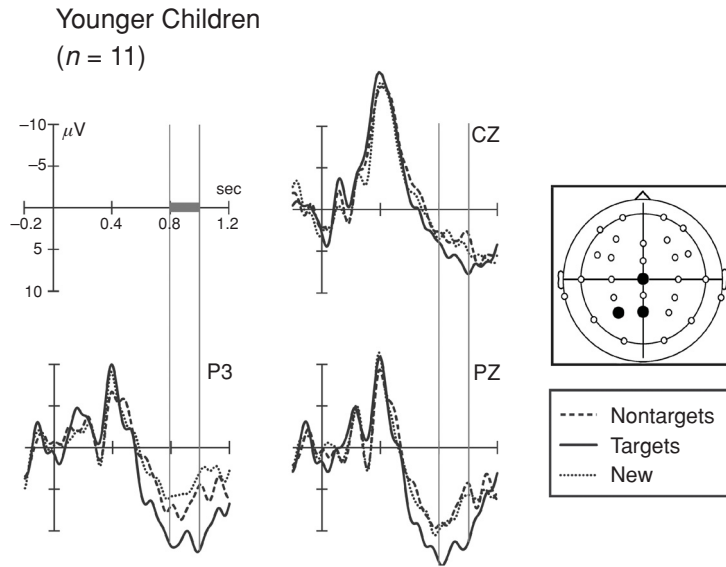 Younger Children
(n = 11)
–10
μV
CZ
–5
sec
–0.2
0.4
0.8
1.2
5
10
P3
PZ
Nontargets
Targets
New